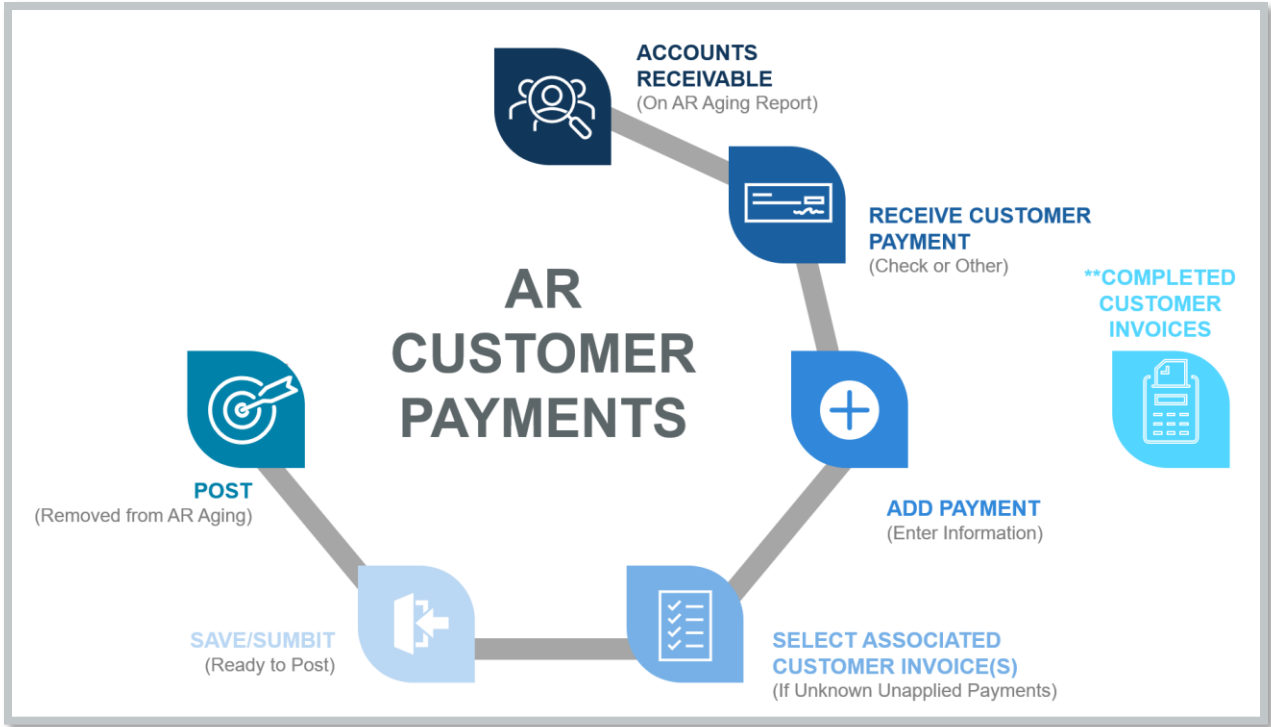 ACCOUNTS
RECEIVABLE
(On AR Aging Report)
RECEIVE CUSTOMER
PAYMENT
(Check or Other)
**COMPLETED
CUSTOMER
INVOICES
AR
CUSTOMER
PAYMENTS
ADD PAYMENT
(Enter Information)
POST
(Removed from AR Aging)
SAVE/SUMBIT
(Ready to Post)
SELECT ASSOCIATED
CUSTOMER INVOICE(S)
(If Unknown Unapplied Payments)